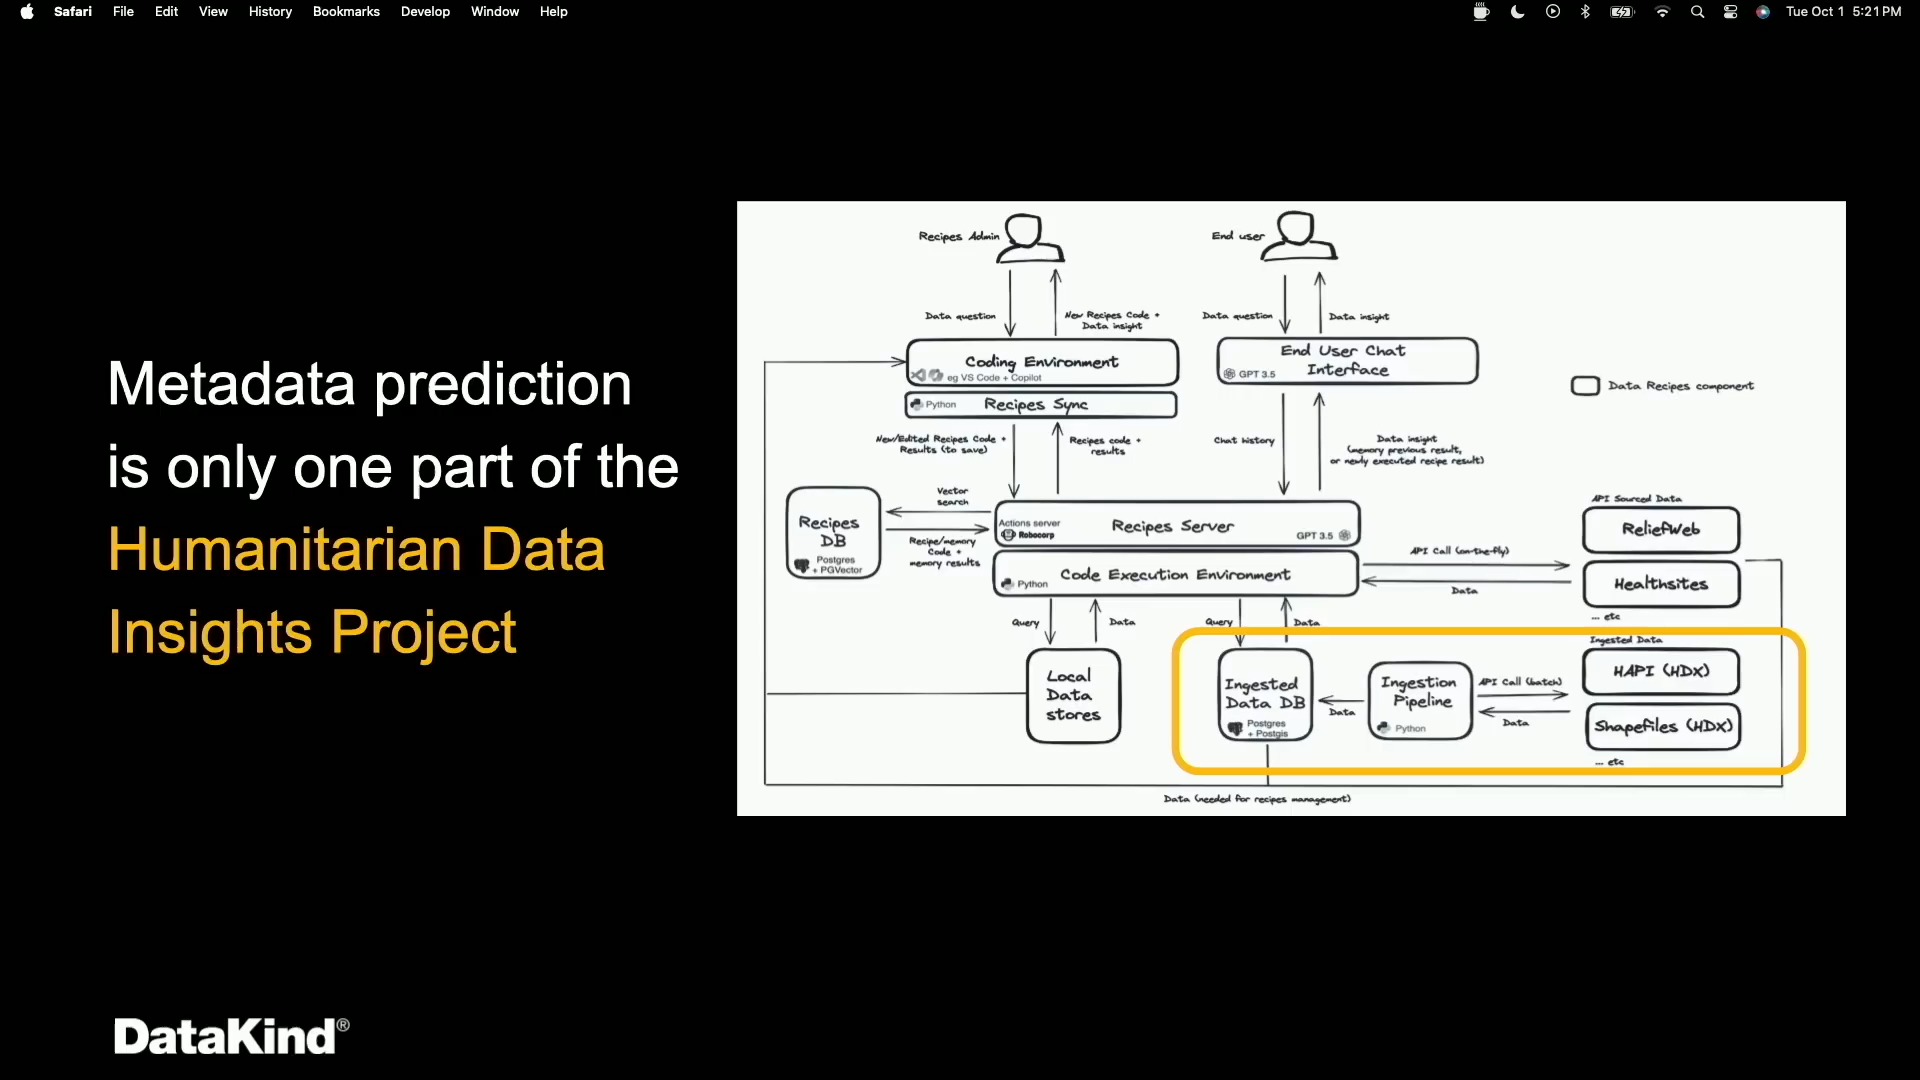 Safari File Edit View History Bookmarks Develop Window Help
Tue Oct 1 5:21 PM
Metadata prediction
is only one part of the
Humanitarian Data
Insights Project
Recipes Admin
End user
Data question
New Recipes Code +
Data insight
Data question
Data insight
Coding Environment
eg VS Code + Copilot
Python
Recipes Sync
End User Chat
Interface
GPT 3.5
Data Recipes component
New/Edited Recipes Code +
Results (to save)
Recipes code +
results
Chat history
Data insight
(memory previous result,
or newly executed recipe result)
Recipes
DB
Postgres
+ PGVector
Vector
search
Recipe/memory
Code +
memory results
Actions server
Robocorp
Recipes Server
GPT 3.5
Python
Code Execution Environment
API Call (on-the-fly)
Data
API Sourced Data
ReliefWeb
Healthsites
... etc
Query
Data
Query
Data
Local
Data
stores
Ingested
Data DB
Postgres
+ Postgis
Data
Ingestion
Pipeline
Python
API Call (batch)
Data
Ingested Data
HAPI (HDX)
Shapefiles (HDX)
... etc
Data (needed for recipes management)
DataKind®